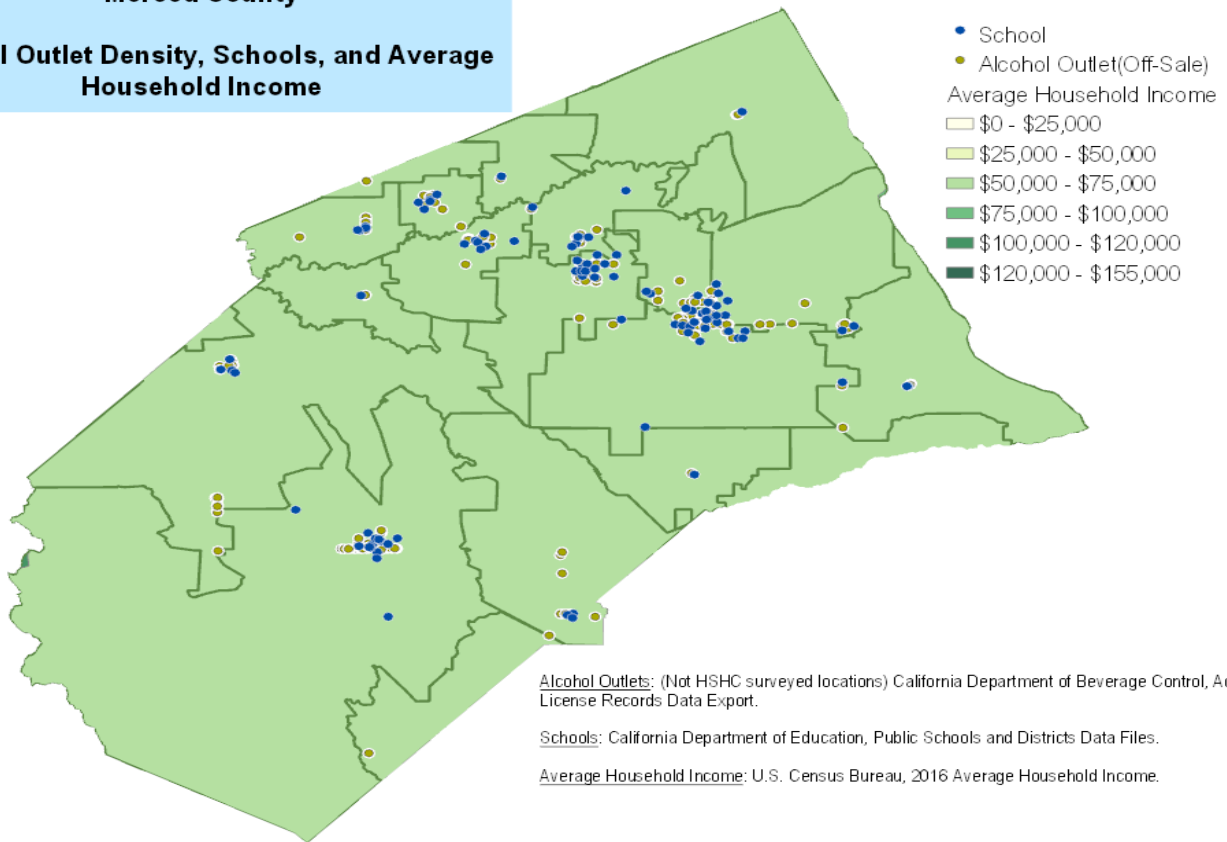 Merced County
l Outlet Density, Schools, and Average
Household Income
School
Alcohol Outlet(Off-Sale)
Average Household Income
$0 - $25,000
$25,000 - $50,000
$50,000 - $75,000
$75,000 - $100,000
$100,000 - $120,000
$120,000 - $155,000
Alcohol Outlets: (Not HSHC surveyed locations) California Department of Beverage Control,
License Records Data Export.
Schools: California Department of Education, Public Schools and Districts Data Files.
Average Household Income: U.S. Census Bureau, 2016 Average Household Income.